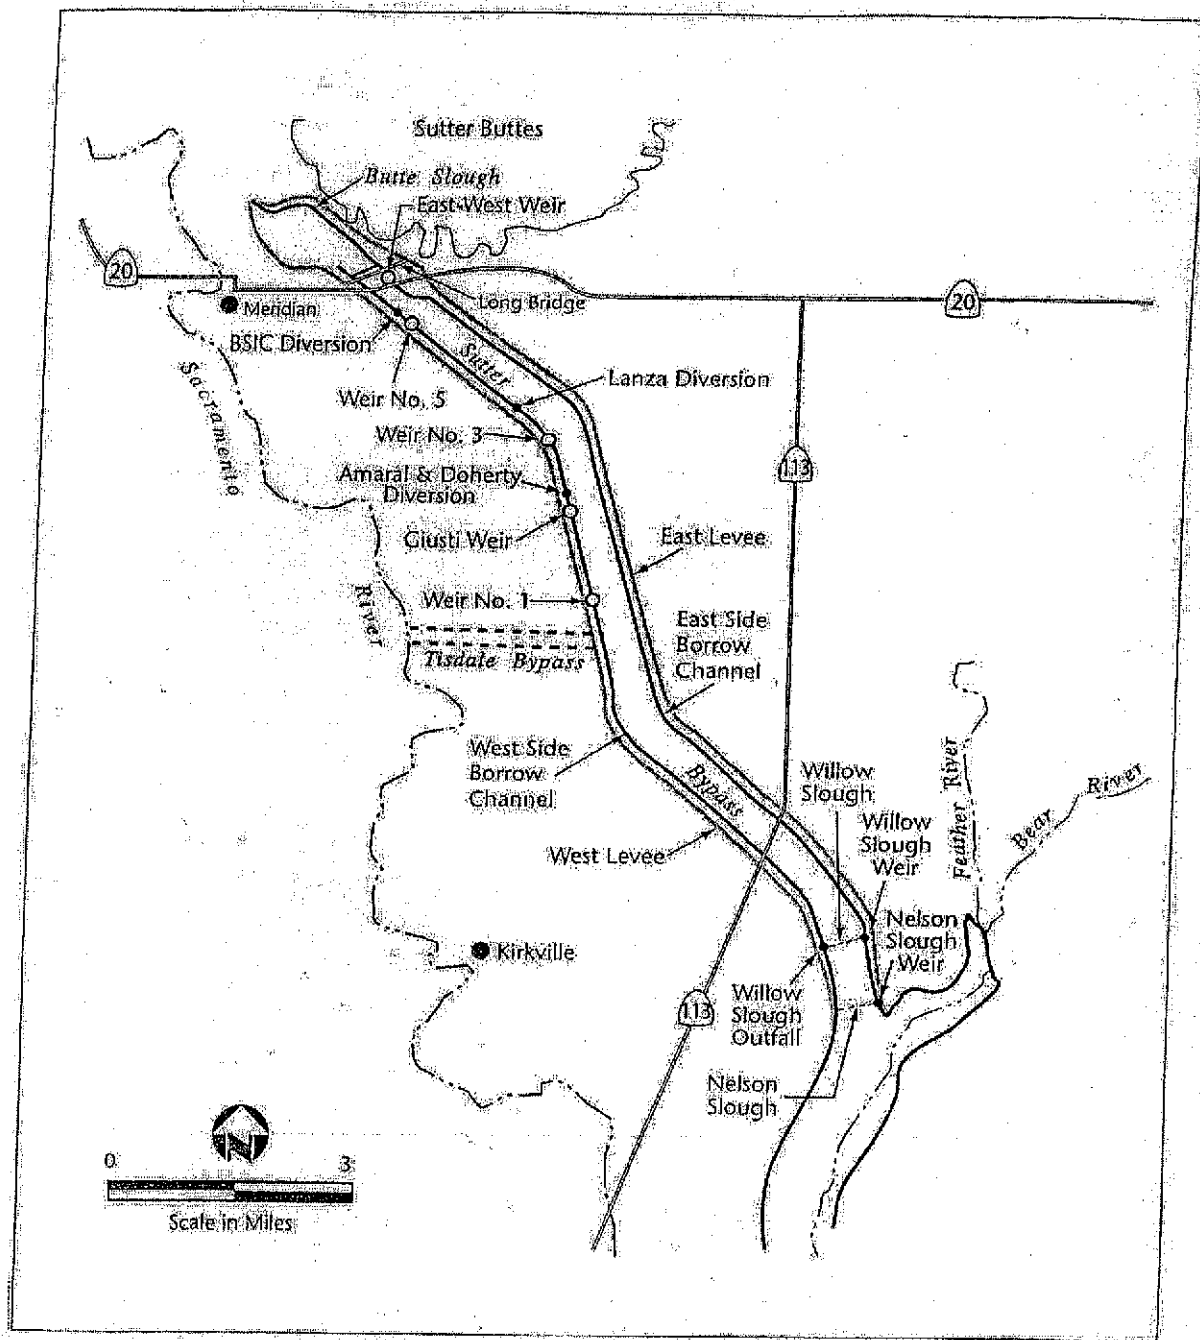 Sutter Buttes
Butte Slough
East-West Weir
20
Long Bridge
20
Meridian
BSIC Diversion
Sutter
Lanza Diversion
Weir No. 5
Sacramento
Weir No. 3
113
Amaral & Doherty
Diversion
Giusti Weir
East Levee
River
Weir No. 1
East Side
Borrow
Channel
Tisdale Bypass
West Side
Borrow
Channel
Bypass
Willow
Slough
Feather River
Bear River
Willow
Slough
Weir
West Levee
Nelson
Slough
Weir
Kirkville
Willow
Slough
Outfall
113
Nelson
Slough
N
0 3
Scale in Miles